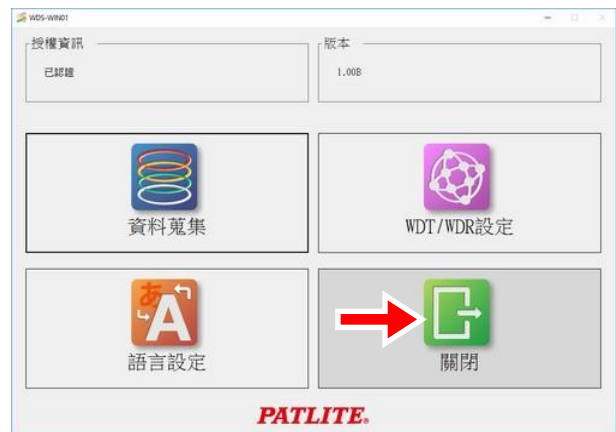 WDS-WIN01
授權資訊
版本
已認證
1.00B
資料蒐集
WDT/WDR設定
あ
A
語言設定
關閉
PATLITE®